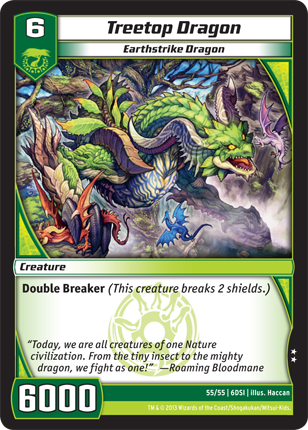 6
Treetop Dragon
Earthstrike Dragon
Creature
Double Breaker (This creature breaks 2 shields.)
“Today, we are all creatures of one Nature
civilization. From the tiny insect to the mighty
dragon, we fight as one!” —Roaming Bloodmane
6000
55/55 | 6DSI | illus. Haccan
TM & © 2013 Wizards of the Coast/Shogakukan/Mitsui-Kids